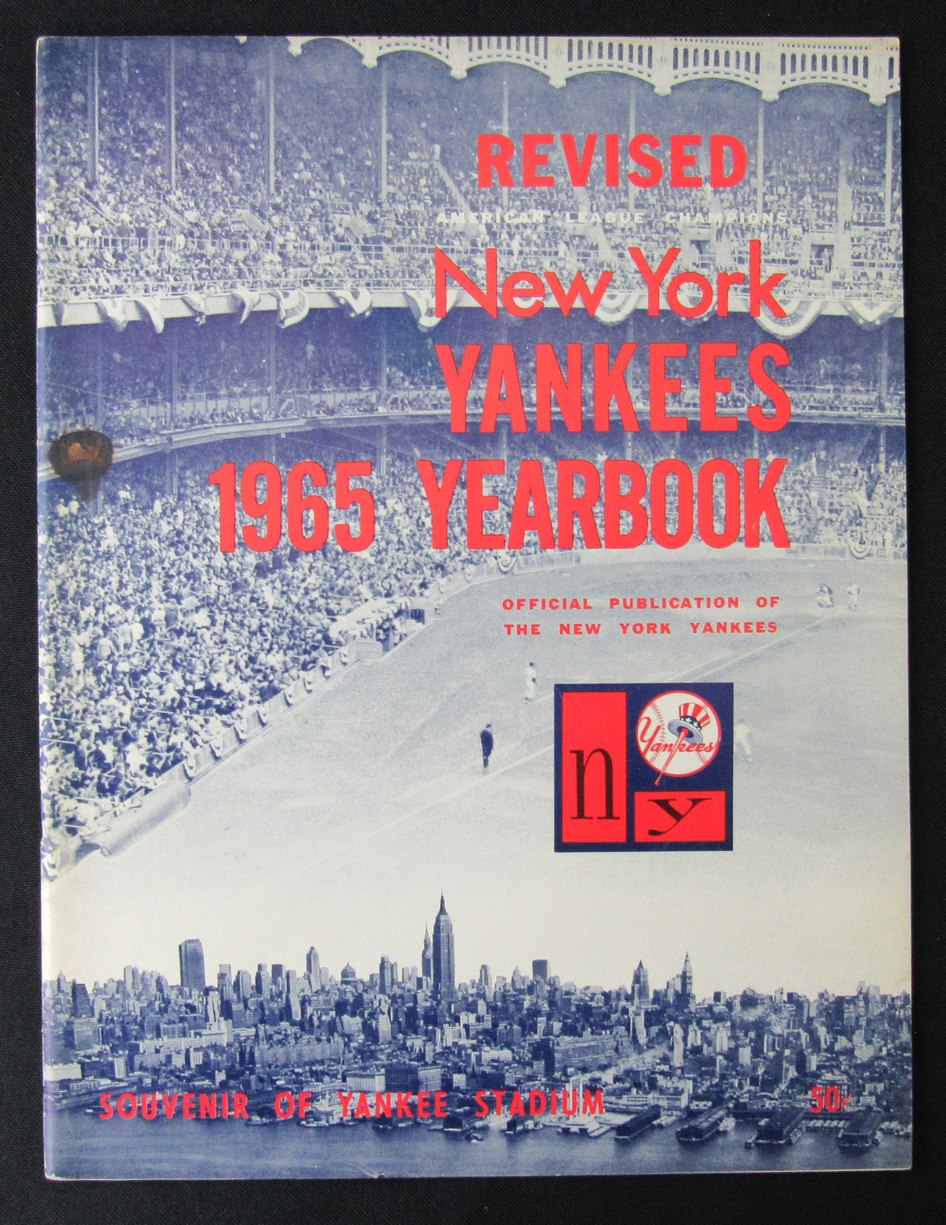 REVISED
AMERICAN LEAGUE CHAMPIONS
New York
YANKEES
1965 YEARBOOK
OFFICIAL PUBLICATION OF
THE NEW YORK YANKEES
Yankees
n
y
SOUVENIR OF YANKEE STADIUM 50¢